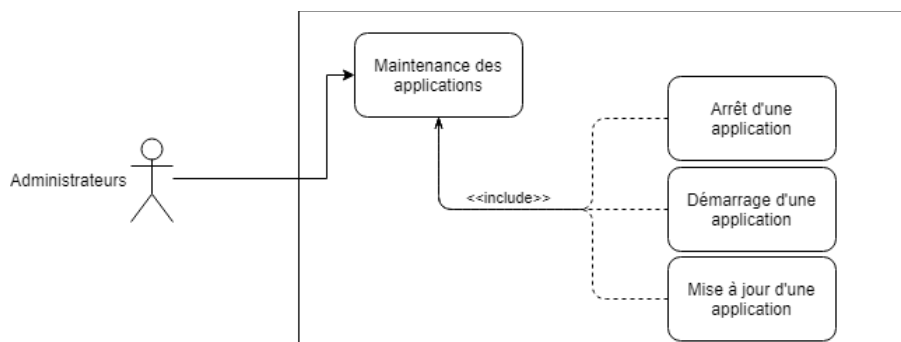 Maintenance des
applications
Arrêt d'une
application
Administrateurs
<<include>>
Démarrage d'une
application
Mise à jour d'une
application